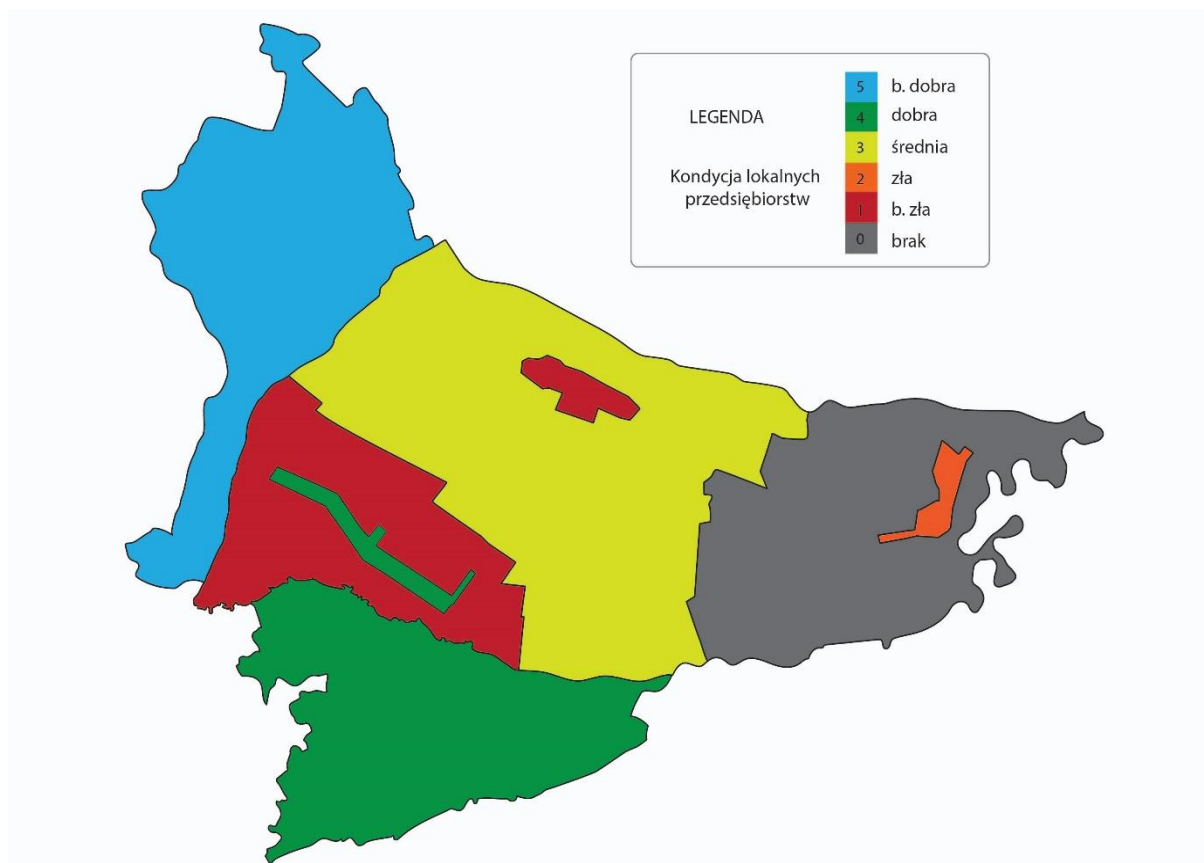 LEGENDA
Kondycja lokalnych
przedsiębiorstw
5 b. dobra
4 dobra
3 średnia
2 zła
1 b. zła
0 brak